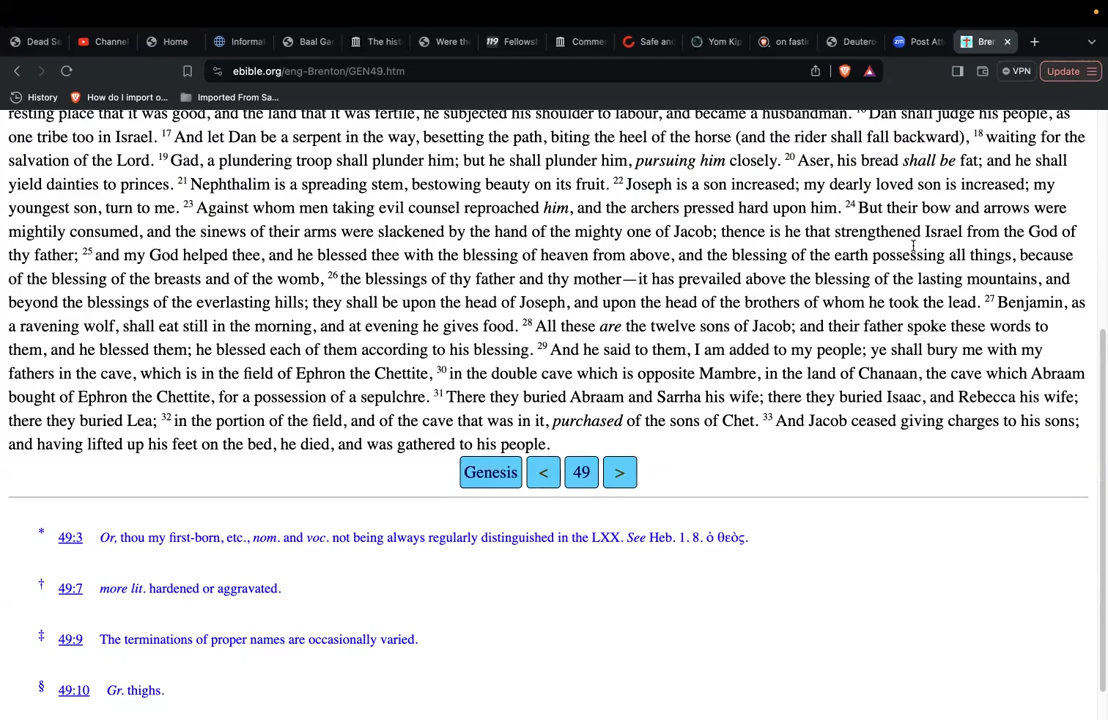 Dead Se
Channel
Home
Informat
Baal Gad
The hist
Were the
119 Fellowsh
Commer
Safe and
Yom Kip
on fastin
Deutero
zm Post Att
Bren
ebible.org/eng-Brenton/GEN49.htm
VPN
Update
History
How do I import o...
Imported From Sa...
resting place that it was good, and the land that it was fertile, he subjected his shoulder to labour, and became a husbandman. 16 Dan shall judge his people, as
one tribe too in Israel. 17 And let Dan be a serpent in the way, besetting the path, biting the heel of the horse (and the rider shall fall backward), 18 waiting for the
salvation of the Lord. 19 Gad, a plundering troop shall plunder him; but he shall plunder him, pursuing him closely. 20 Aser, his bread shall be fat; and he shall
yield dainties to princes. 21 Nephthalim is a spreading stem, bestowing beauty on its fruit. 22 Joseph is a son increased; my dearly loved son is increased; my
youngest son, turn to me. 23 Against whom men taking evil counsel reproached him, and the archers pressed hard upon him. 24 But their bow and arrows were
mightily consumed, and the sinews of their arms were slackened by the hand of the mighty one of Jacob; thence is he that strengthened Israel from the God of
thy father; 25 and my God helped thee, and he blessed thee with the blessing of heaven from above, and the blessing of the earth possessing all things, because
of the blessing of the breasts and of the womb, 26 the blessings of thy father and thy mother—it has prevailed above the blessing of the lasting mountains, and
beyond the blessings of the everlasting hills; they shall be upon the head of Joseph, and upon the head of the brothers of whom he took the lead. 27 Benjamin, as
a ravening wolf, shall eat still in the morning, and at evening he gives food. 28 All these are the twelve sons of Jacob; and their father spoke these words to
them, and he blessed them; he blessed each of them according to his blessing. 29 And he said to them, I am added to my people; ye shall bury me with my
fathers in the cave, which is in the field of Ephron the Chettite, 30 in the double cave which is opposite Mambre, in the land of Chanaan, the cave which Abraam
bought of Ephron the Chettite, for a possession of a sepulchre. 31 There they buried Abraam and Sarrha his wife; there they buried Isaac, and Rebecca his wife;
there they buried Lea; 32 in the portion of the field, and of the cave that was in it, purchased of the sons of Chet. 33 And Jacob ceased giving charges to his sons;
and having lifted up his feet on the bed, he died, and was gathered to his people.
Genesis < 49 >
* 49:3 Or, thou my first-born, etc., nom. and voc. not being always regularly distinguished in the LXX. See Heb. 1. 8. ὁ θεὸς.
† 49:7 more lit. hardened or aggravated.
‡ 49:9 The terminations of proper names are occasionally varied.
§ 49:10 Gr. thighs.